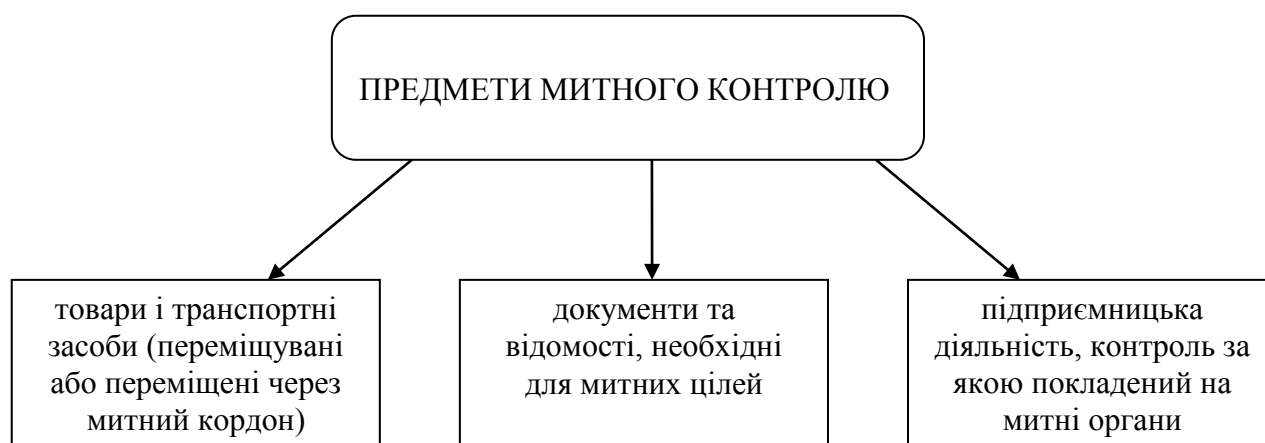 ПРЕДМЕТИ МИТНОГО КОНТРОЛЮ
товари і транспортні
засоби (переміщувані
або переміщені через
митний кордон)
документи та
відомості, необхідні
для митних цілей
підприємницька
діяльність, контроль за
якою покладений на
митні органи